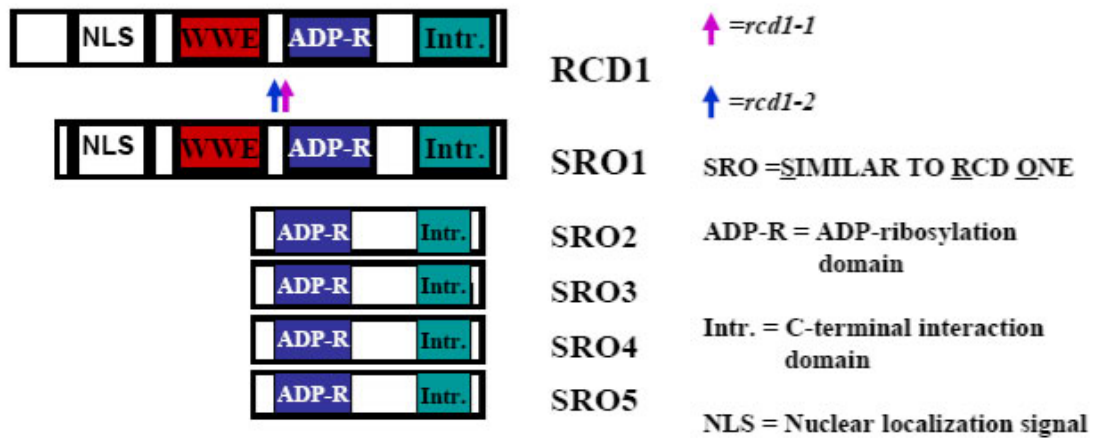 NLS WWE ADP-R Intr.
RCD1
NLS WWE ADP-R Intr.
SRO1
ADP-R Intr.
SRO2
ADP-R Intr.
SRO3
ADP-R Intr.
SRO4
ADP-R Intr.
SRO5
=rcd1-1
=rcd1-2
SRO =SIMILAR TO RCD ONE
ADP-R = ADP-ribosylation
domain
Intr. = C-terminal interaction
domain
NLS = Nuclear localization signal